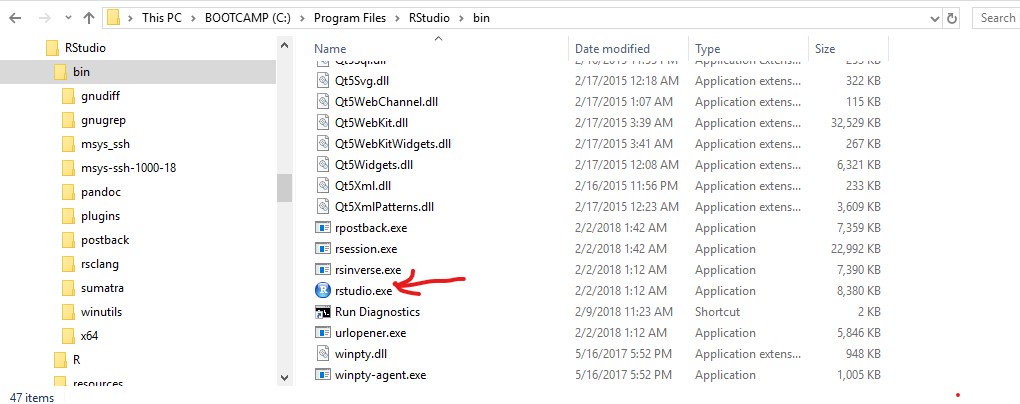 This PC > BOOTCAMP (C:) > Program Files > RStudio > bin Search
Name Date modified Type Size
RStudio
bin
gnudiff
gnugrep
msys_ssh
msys-ssh-1000-18
pandoc
plugins
postback
rsclang
sumatra
winutils
x64
R
resources
Qt5Sql.dll
Qt5Svg.dll 2/17/2015 12:18 AM Application extens... 322 KB
Qt5WebChannel.dll 2/17/2015 1:07 AM Application extens... 115 KB
Qt5WebKit.dll 2/17/2015 3:39 AM Application extens... 32,529 KB
Qt5WebKitWidgets.dll 2/17/2015 3:41 AM Application extens... 267 KB
Qt5Widgets.dll 2/17/2015 12:08 AM Application extens... 6,321 KB
Qt5Xml.dll 2/16/2015 11:56 PM Application extens... 233 KB
Qt5XmlPatterns.dll 2/17/2015 12:23 AM Application extens... 3,609 KB
rpostback.exe 2/2/2018 1:42 AM Application 7,359 KB
rsession.exe 2/2/2018 1:42 AM Application 22,992 KB
rsinverse.exe 2/2/2018 1:12 AM Application 7,390 KB
rstudio.exe 2/2/2018 1:12 AM Application 8,380 KB
Run Diagnostics 2/9/2018 11:23 AM Shortcut 2 KB
urlopener.exe 2/2/2018 1:12 AM Application 5,846 KB
winpty.dll 5/16/2017 5:52 PM Application extens... 948 KB
winpty-agent.exe 5/16/2017 5:52 PM Application 1,005 KB
47 items